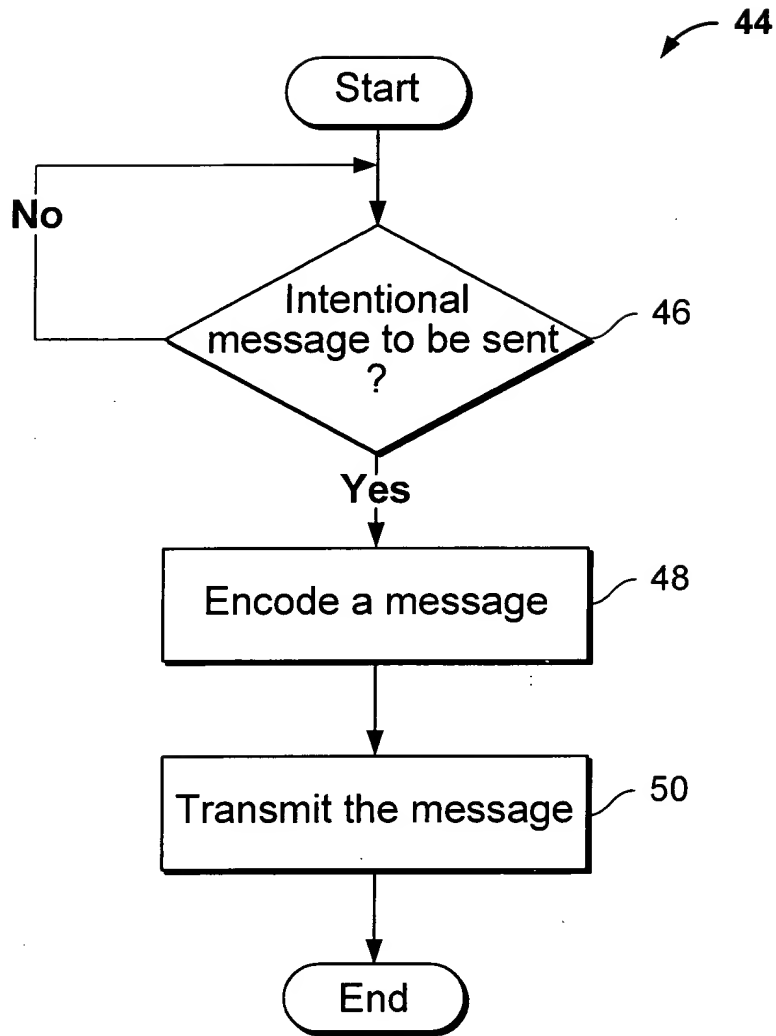 44
Start
No
Intentional
message to be sent
?
46
Yes
Encode a message
48
Transmit the message
50
End